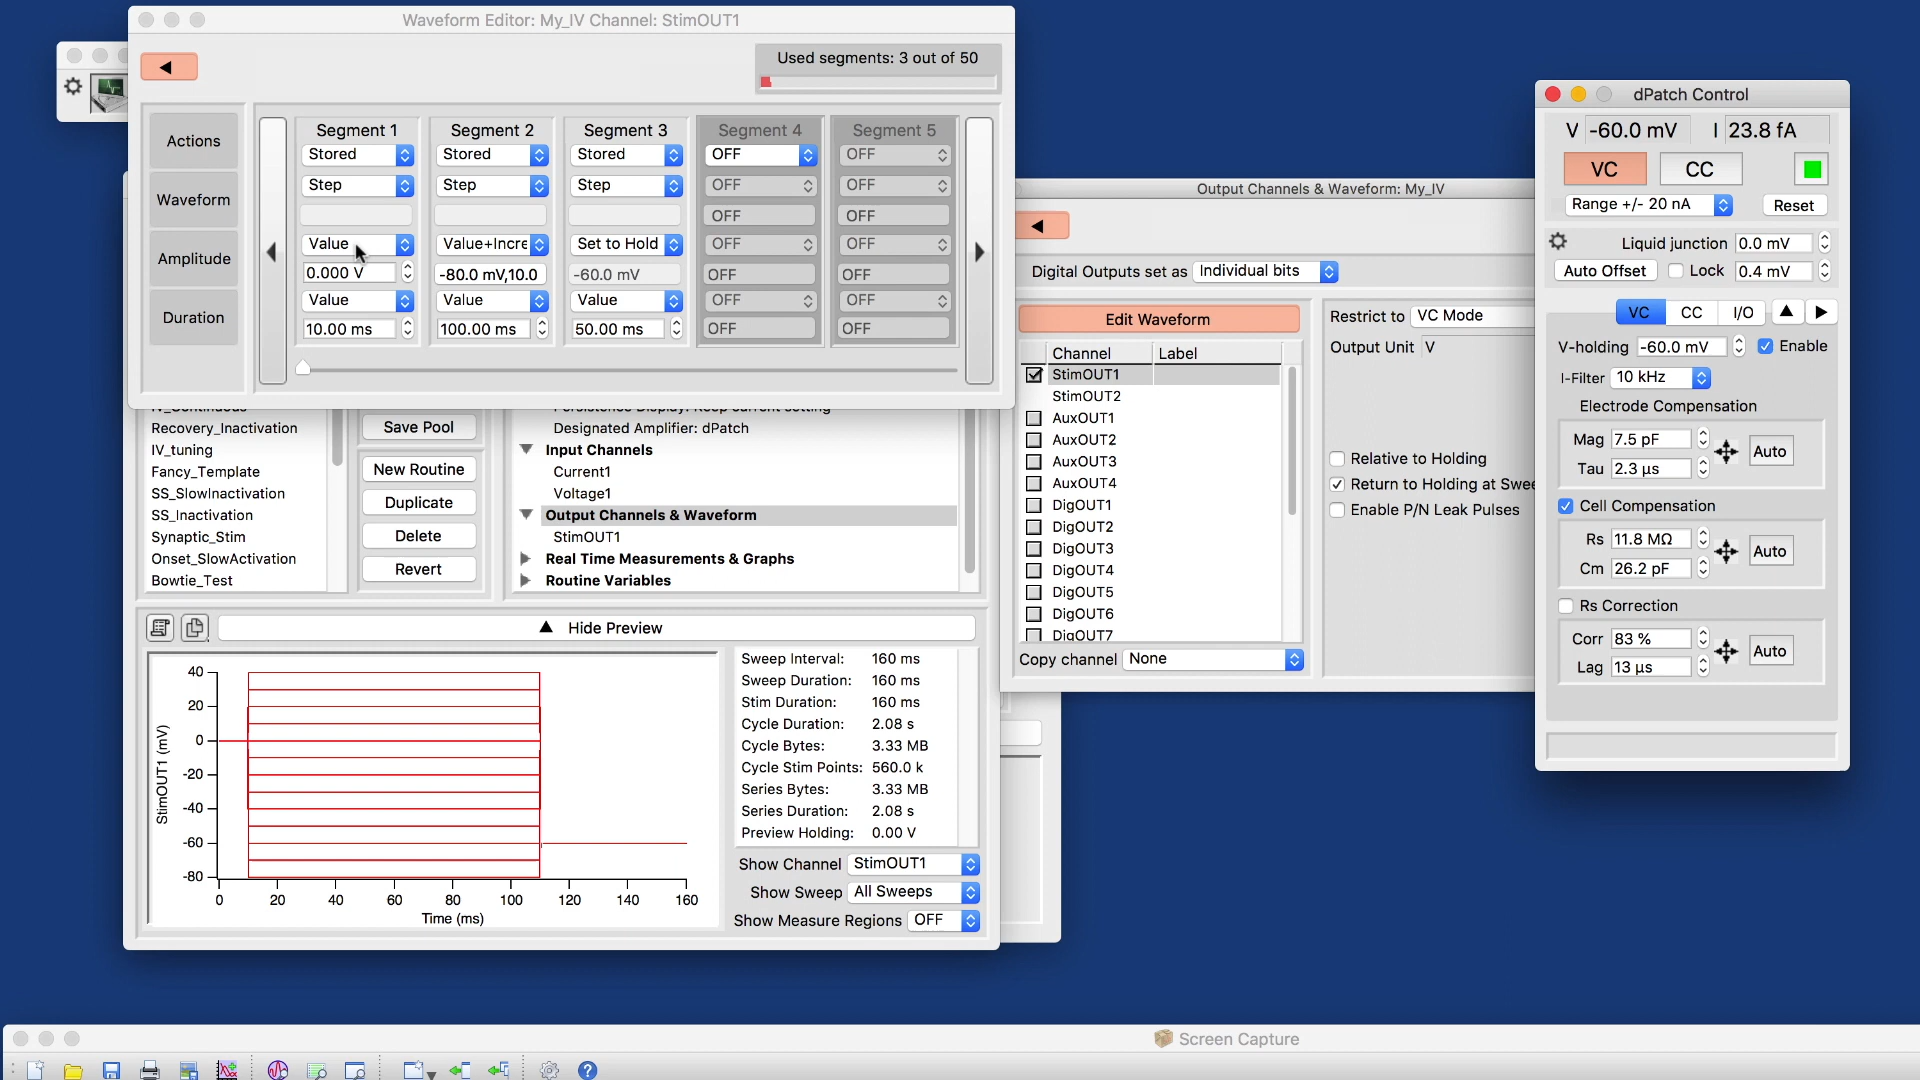 Waveform Editor: My_IV Channel: StimOUT1
Used segments: 3 out of 50
Actions
Waveform
Amplitude
Duration
Segment 1
Stored
Step
Value
0.000 V
Value
10.00 ms
Segment 2
Stored
Step
Value+Incre
-80.0 mV,10.0
Value
100.00 ms
Segment 3
Stored
Step
Set to Hold
-60.0 mV
Value
50.00 ms
Segment 4
OFF
OFF
OFF
OFF
OFF
OFF
OFF
Segment 5
OFF
OFF
OFF
OFF
OFF
OFF
OFF
Recovery_Inactivation
IV_tuning
Fancy_Template
SS_SlowInactivation
SS_Inactivation
Synaptic_Stim
Onset_SlowActivation
Bowtie_Test
Save Pool
New Routine
Duplicate
Delete
Revert
Designated Amplifier: dPatch
Input Channels
Current1
Voltage1
Output Channels & Waveform
StimOUT1
Real Time Measurements & Graphs
Routine Variables
Hide Preview
StimOUT1 (mV)
40
20
0
-20
-40
-60
-80
0 20 40 60 80 100 120 140 160
Time (ms)
Sweep Interval: 160 ms
Sweep Duration: 160 ms
Stim Duration: 160 ms
Cycle Duration: 2.08 s
Cycle Bytes: 3.33 MB
Cycle Stim Points: 560.0 k
Series Bytes: 3.33 MB
Series Duration: 2.08 s
Preview Holding: 0.00 V
Show Channel StimOUT1
Show Sweep All Sweeps
Show Measure Regions OFF
Output Channels & Waveform: My_IV
Digital Outputs set as Individual bits
Edit Waveform
Channel Label
StimOUT1
StimOUT2
AuxOUT1
AuxOUT2
AuxOUT3
AuxOUT4
DigOUT1
DigOUT2
DigOUT3
DigOUT4
DigOUT5
DigOUT6
DigOUT7
Copy channel None
Restrict to VC Mode
Output Unit V
Relative to Holding
Return to Holding at Swee
Enable P/N Leak Pulses
dPatch Control
V -60.0 mV I 23.8 fA
VC CC
Range +/- 20 nA Reset
Liquid junction 0.0 mV
Auto Offset Lock 0.4 mV
VC CC I/O
V-holding -60.0 mV Enable
I-Filter 10 kHz
Electrode Compensation
Mag 7.5 pF
Auto
Tau 2.3 µs
Cell Compensation
Rs 11.8 MΩ
Auto
Cm 26.2 pF
Rs Correction
Corr 83 %
Auto
Lag 13 µs
Screen Capture